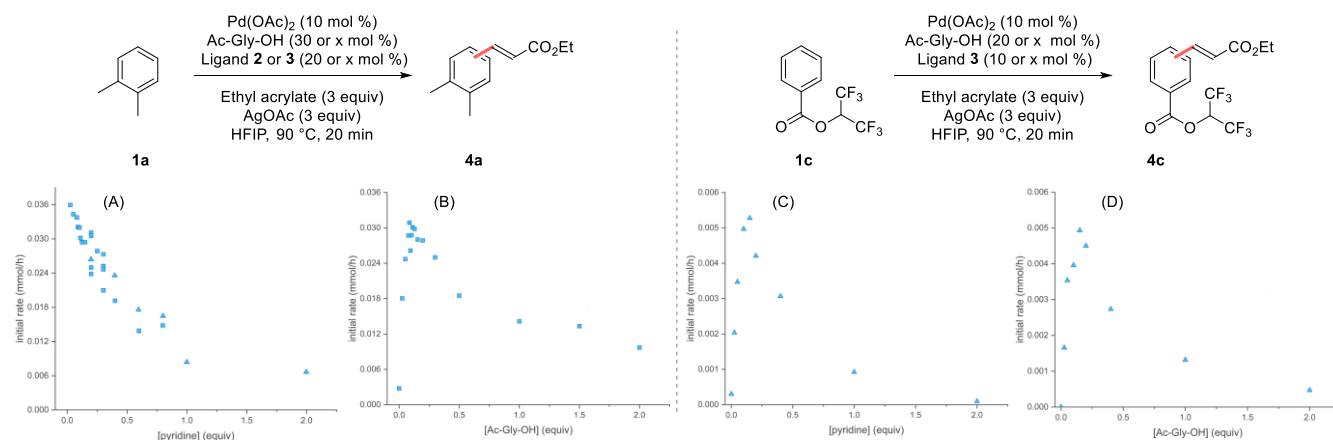 Pd(OAc)2 (10 mol %)
Ac-Gly-OH (30 or x mol %)
Ligand 2 or 3 (20 or x mol %)
Ethyl acrylate (3 equiv)
AgOAc (3 equiv)
HFIP, 90 °C, 20 min
CO2Et
1a
4a
Pd(OAc)2 (10 mol %)
Ac-Gly-OH (20 or x mol %)
Ligand 3 (10 or x mol %)
Ethyl acrylate (3 equiv)
AgOAc (3 equiv)
HFIP, 90 °C, 20 min
O
O
CF3
CF3
CO2Et
O
O
CF3
CF3
1c
4c
(A)
initial rate (mmol/h)
0.036
0.030
0.024
0.018
0.012
0.006
0.000
0.0 0.5 1.0 1.5 2.0
[pyridine] (equiv)
(B)
initial rate (mmol/h)
0.036
0.030
0.024
0.018
0.012
0.006
0.000
0.0 0.5 1.0 1.5 2.0
[Ac-Gly-OH] (equiv)
(C)
initial rate (mmol/h)
0.006
0.005
0.004
0.003
0.002
0.001
0.000
0.0 0.5 1.0 1.5 2.0
[pyridine] (equiv)
(D)
initial rate (mmol/h)
0.006
0.005
0.004
0.003
0.002
0.001
0.000
0.0 0.5 1.0 1.5 2.0
[Ac-Gly-OH] (equiv)